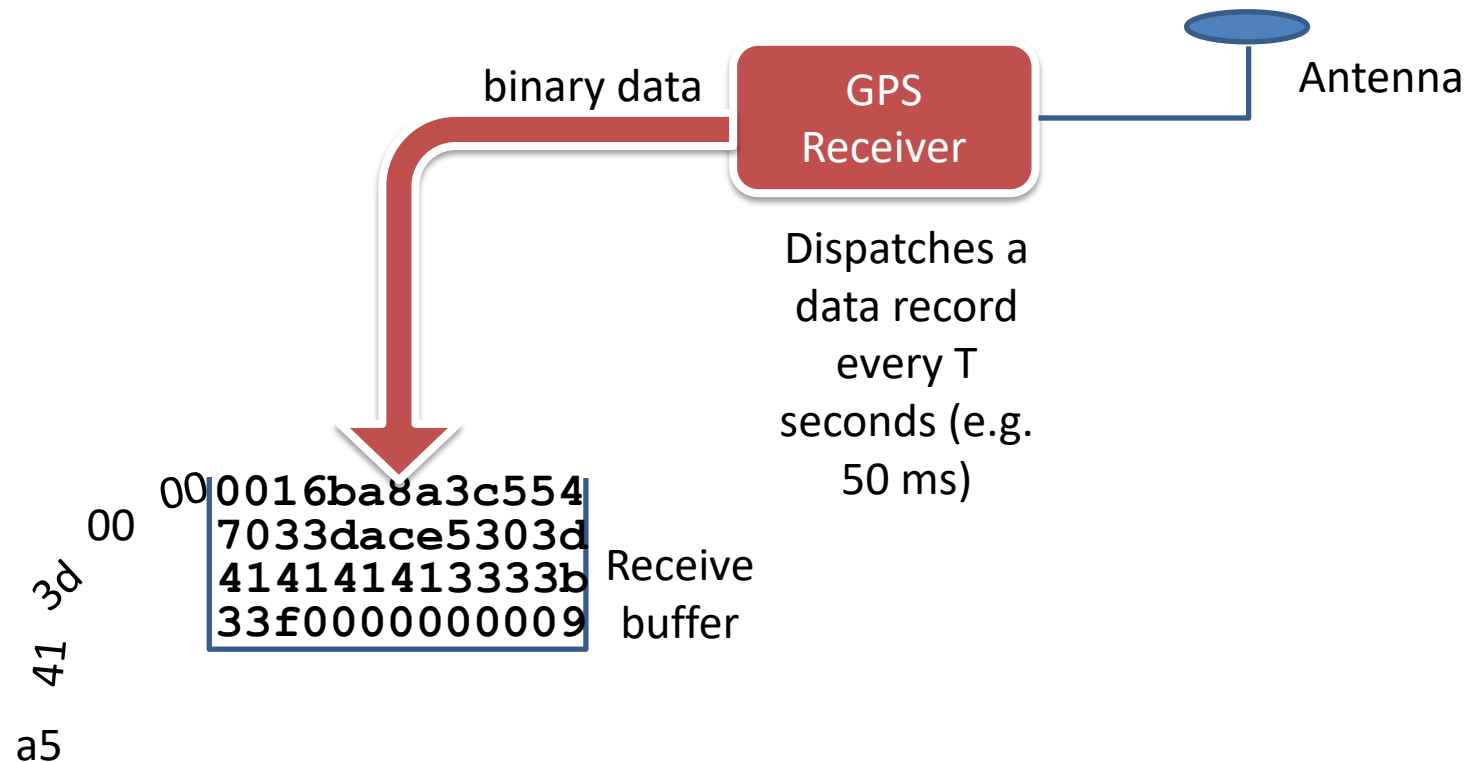 binary data
GPS
Receiver
Antenna
Dispatches a
data record
every T
seconds (e.g.
50 ms)
0016ba8a3c554
7033dace5303d
414141413333b
33f0000000009
Receive
buffer
00
00
3d
41
a5